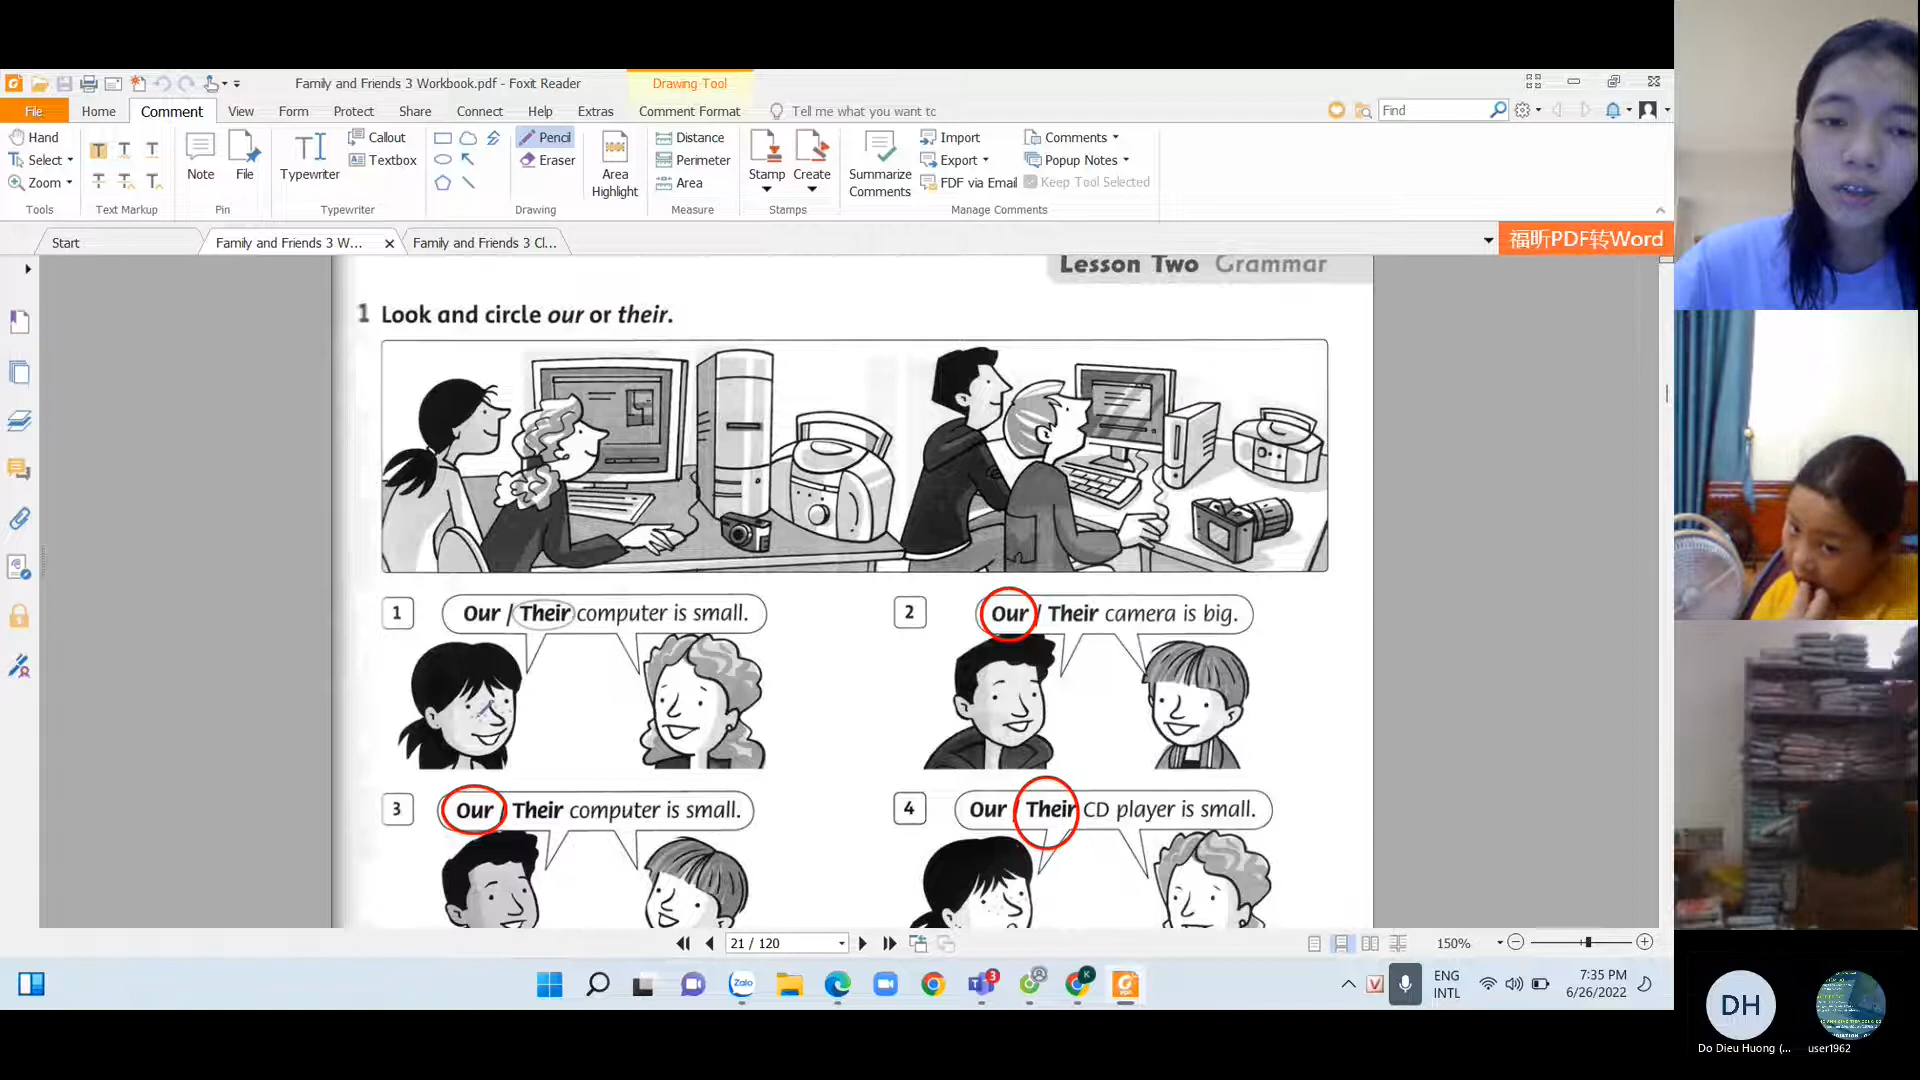 Family and Friends 3 Workbook.pdf - Foxit Reader
Drawing Tool
File Home Comment View Form Protect Share Connect Help Extras Comment Format Tell me what you want to
Find
Hand
Select
Zoom
Tools
Text Markup
Note
File
Pin
Typewriter
Callout
Textbox
Typewriter
Pencil
Eraser
Drawing
Area
Highlight
Distance
Perimeter
Area
Measure
Stamp
Create
Stamps
Summarize
Comments
Import
Export
FDF via Email
Comments
Popup Notes
Keep Tool Selected
Manage Comments
Start
Family and Friends 3 W...
Family and Friends 3 Cl...
福昕PDF转Word
Lesson Two Grammar
1 Look and circle our or their.
1 Our / Their computer is small.
2 Our / Their camera is big.
3 Our / Their computer is small.
4 Our / Their CD player is small.
21 / 120
150%
Zalo
3
K
V
ENG
INTL
7:35 PM
6/26/2022
DH
Do Dieu Huong (...
user1962